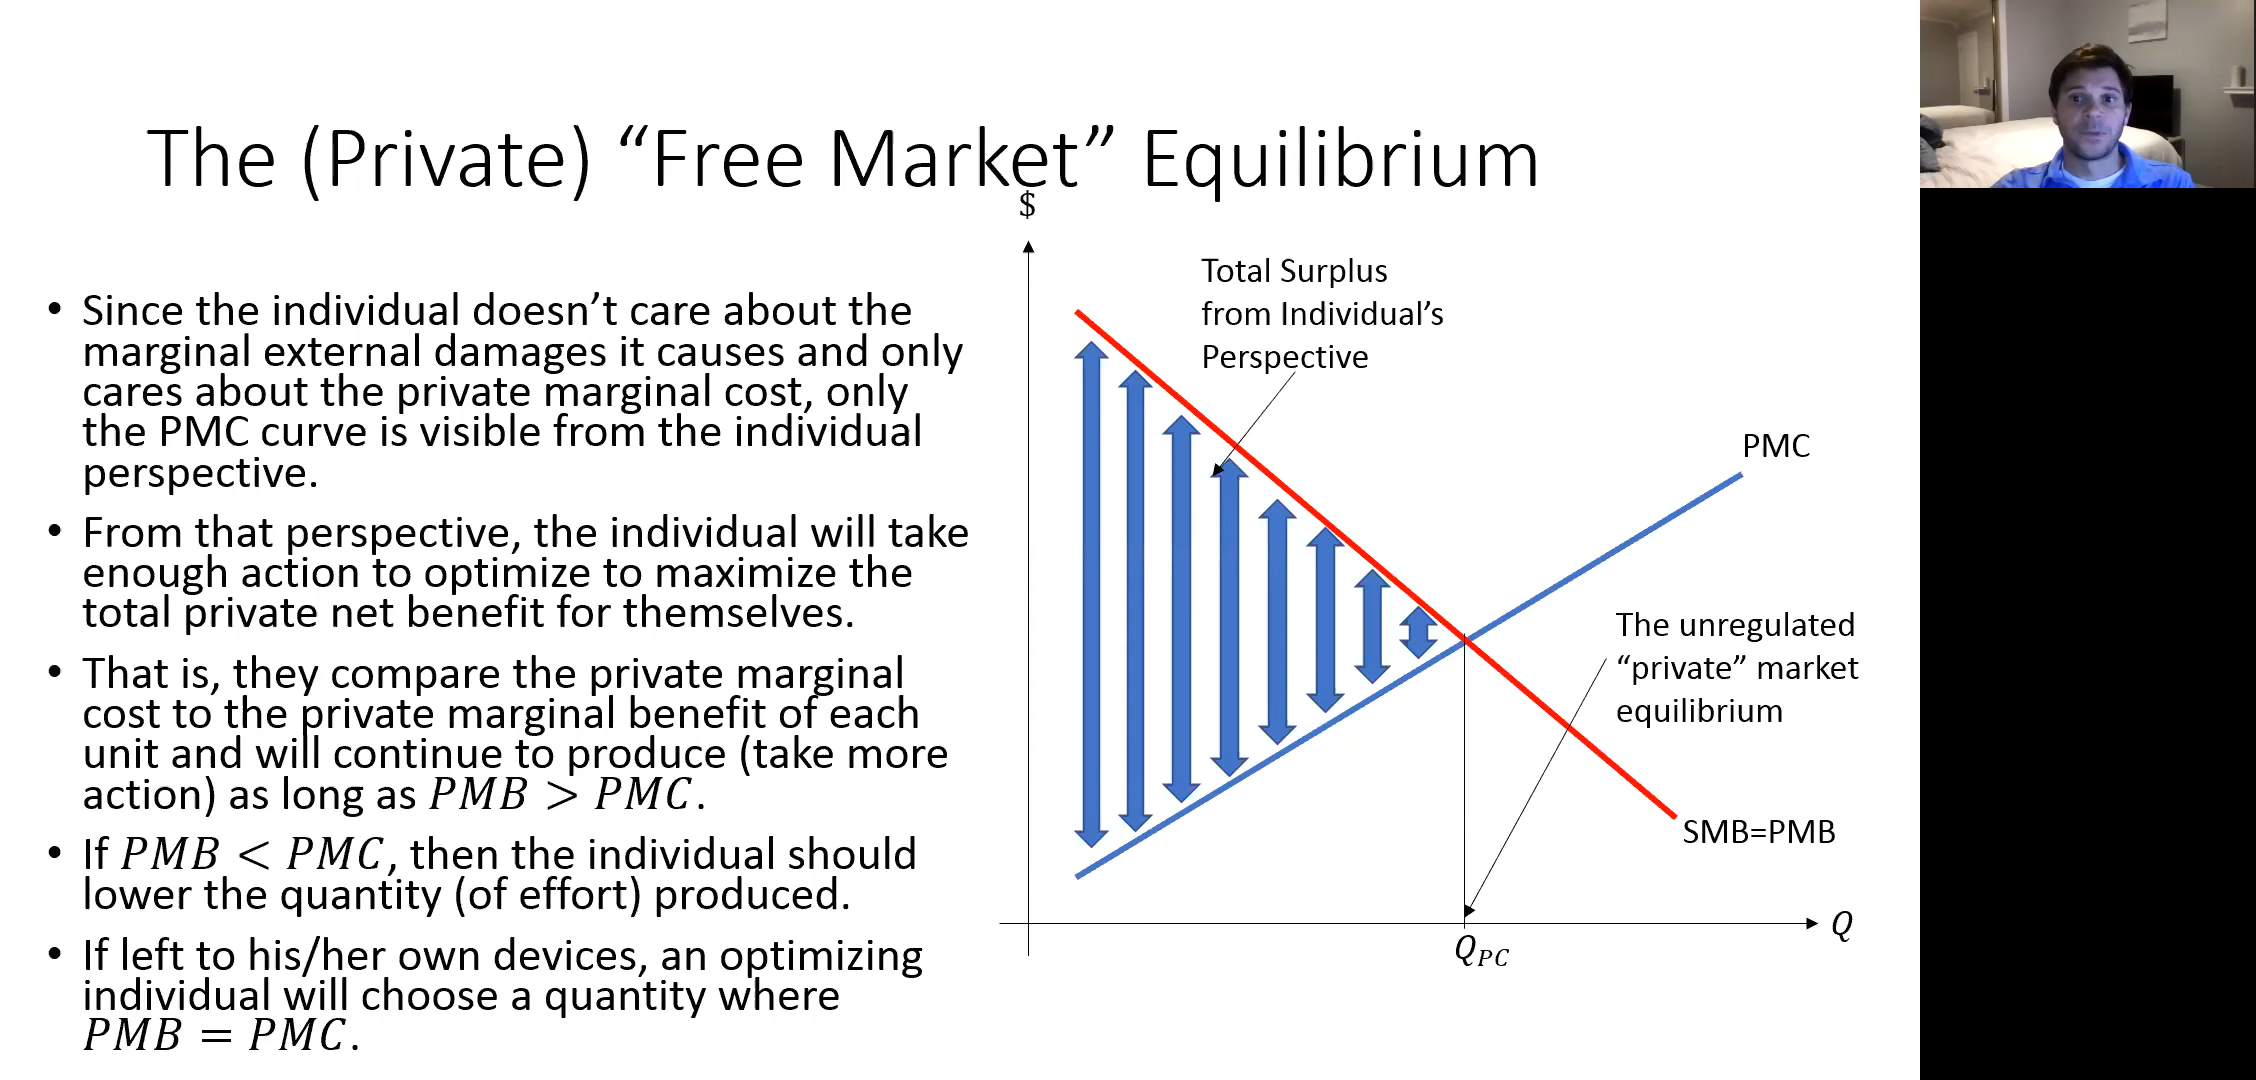 The (Private) “Free Market” Equilibrium
• Since the individual doesn’t care about the
marginal external damages it causes and only
cares about the private marginal cost, only
the PMC curve is visible from the individual
perspective.
• From that perspective, the individual will take
enough action to optimize to maximize the
total private net benefit for themselves.
• That is, they compare the private marginal
cost to the private marginal benefit of each
unit and will continue to produce (take more
action) as long as PMB > PMC.
• If PMB < PMC, then the individual should
lower the quantity (of effort) produced.
• If left to his/her own devices, an optimizing
individual will choose a quantity where
PMB = PMC.
$
Total Surplus
from Individual’s
Perspective
PMC
The unregulated
“private” market
equilibrium
SMB=PMB
Q
Q_PC